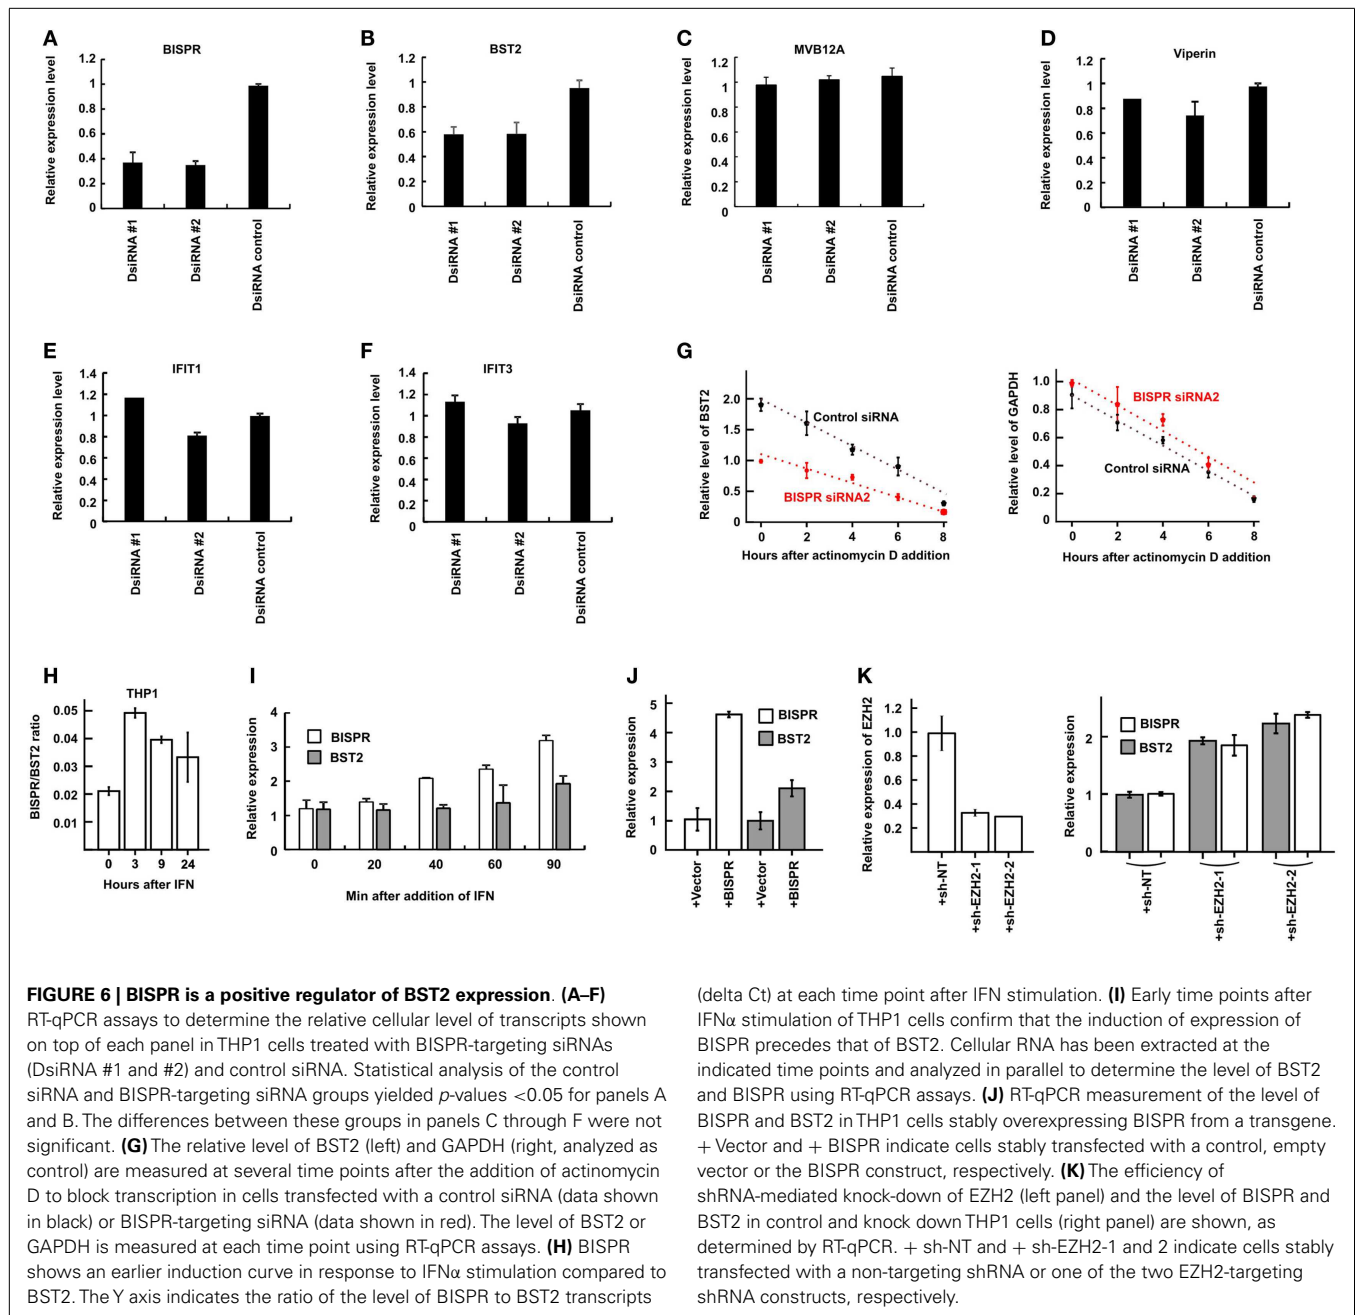 A
BISPR
Relative expression level
1.2
1
0.8
0.6
0.4
0.2
0
DsiRNA #1
DsiRNA #2
DsiRNA control
B
BST2
Relative expression level
1.2
1
0.8
0.6
0.4
0.2
0
DsiRNA #1
DsiRNA #2
DsiRNA control
C
MVB12A
Relative expression level
1.2
1
0.8
0.6
0.4
0.2
0
DsiRNA #1
DsiRNA #2
DsiRNA control
D
Viperin
Relative expression level
1.2
1
0.8
0.6
0.4
0.2
0
DsiRNA #1
DsiRNA #2
DsiRNA control
E
IFIT1
Relative expression level
1.4
1.2
1
0.8
0.6
0.4
0.2
0
DsiRNA #1
DsiRNA #2
DsiRNA control
F
IFIT3
Relative expression level
1.4
1.2
1
0.8
0.6
0.4
0.2
0
DsiRNA #1
DsiRNA #2
DsiRNA control
G
Relative level of BST2
2.0
1.5
1.0
0.5
0
Control siRNA
BISPR siRNA2
0 2 4 6 8
Hours after actinomycin D addition
Relative level of GAPDH
1.0
0.8
0.6
0.4
0.2
0
BISPR siRNA2
Control siRNA
0 2 4 6 8
Hours after actinomycin D addition
H
THP1
BISPR/BST2 ratio
0.05
0.04
0.03
0.02
0.01
0 3 9 24
Hours after IFN
I
Relative expression
4
3
2
1
0
BISPR
BST2
0 20 40 60 90
Min after addition of IFN
J
Relative expression
5
4
3
2
1
0
BISPR
BST2
+Vector
+BISPR
+Vector
+BISPR
K
Relative expression of EZH2
1.2
1.0
0.8
0.6
0.4
0.2
+sh-NT
+sh-EZH2-1
+sh-EZH2-2
Relative expression
2
1
0
BISPR
BST2
+sh-NT
+sh-EZH2-1
+sh-EZH2-2
FIGURE 6 | BISPR is a positive regulator of BST2 expression. (A–F)
RT-qPCR assays to determine the relative cellular level of transcripts shown
on top of each panel in THP1 cells treated with BISPR-targeting siRNAs
(DsiRNA #1 and #2) and control siRNA. Statistical analysis of the control
siRNA and BISPR-targeting siRNA groups yielded p-values <0.05 for panels A
and B. The differences between these groups in panels C through F were not
significant. (G) The relative level of BST2 (left) and GAPDH (right, analyzed as
control) are measured at several time points after the addition of actinomycin
D to block transcription in cells transfected with a control siRNA (data shown
in black) or BISPR-targeting siRNA (data shown in red). The level of BST2 or
GAPDH is measured at each time point using RT-qPCR assays. (H) BISPR
shows an earlier induction curve in response to IFNα stimulation compared to
BST2. The Y axis indicates the ratio of the level of BISPR to BST2 transcripts
(delta Ct) at each time point after IFN stimulation. (I) Early time points after
IFNα stimulation of THP1 cells confirm that the induction of expression of
BISPR precedes that of BST2. Cellular RNA has been extracted at the
indicated time points and analyzed in parallel to determine the level of BST2
and BISPR using RT-qPCR assays. (J) RT-qPCR measurement of the level of
BISPR and BST2 in THP1 cells stably overexpressing BISPR from a transgene.
+ Vector and + BISPR indicate cells stably transfected with a control, empty
vector or the BISPR construct, respectively. (K) The efficiency of
shRNA-mediated knock-down of EZH2 (left panel) and the level of BISPR and
BST2 in control and knock down THP1 cells (right panel) are shown, as
determined by RT-qPCR. + sh-NT and + sh-EZH2-1 and 2 indicate cells stably
transfected with a non-targeting shRNA or one of the two EZH2-targeting
shRNA constructs, respectively.